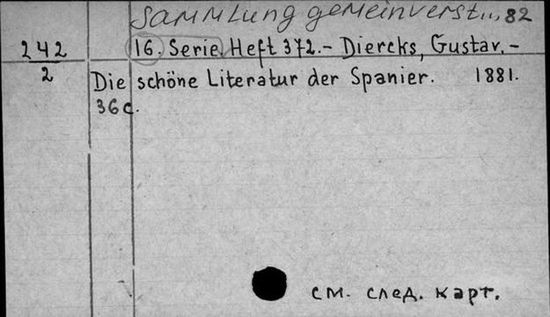 Sammlung gemeinverst..., 82
242
2
16. Serie. Heft 372.- Diercks, Gustav.-
Die schöne Literatur der Spanier. 1881.
36с.
см. след. карт.